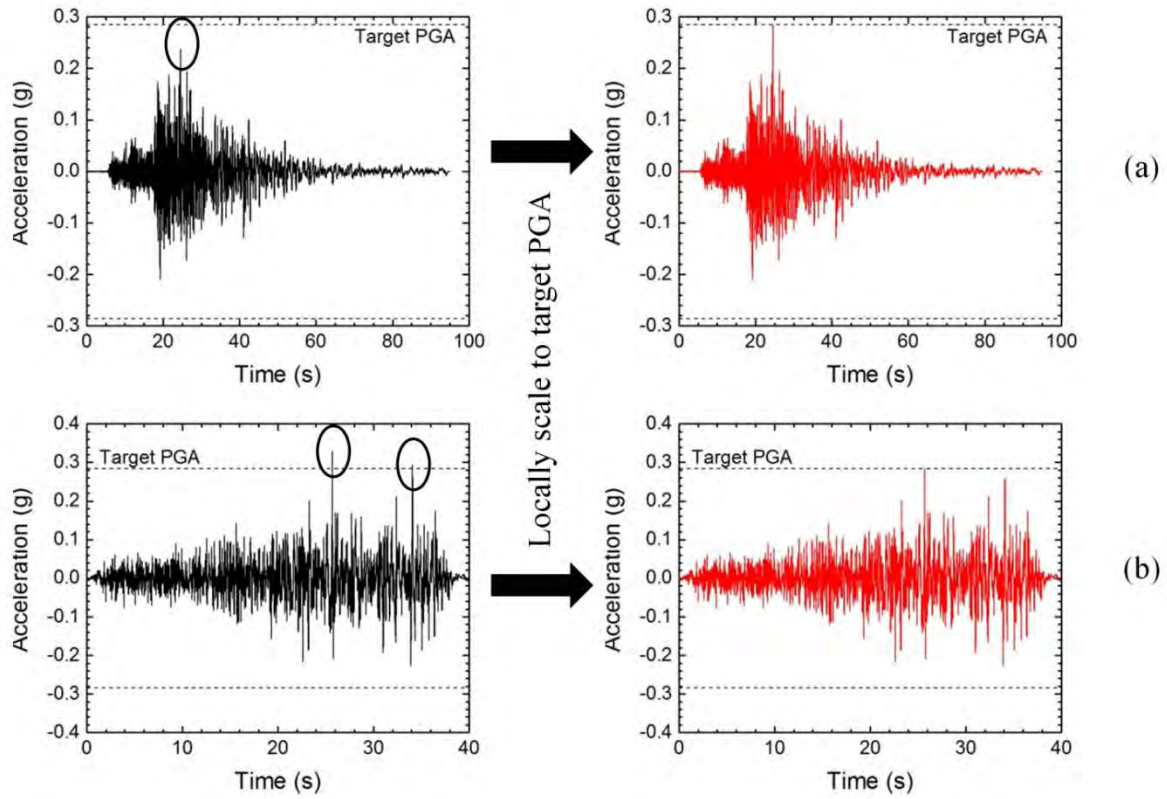 0.3
0.2
0.1
0.0
-0.1
-0.2
-0.3
Acceleration (g)
Target PGA
0 20 40 60 80 100
Time (s)
0.3
0.2
0.1
0.0
-0.1
-0.2
-0.3
Acceleration (g)
Target PGA
0 20 40 60 80 100
Time (s)
(a)
Locally scale to target PGA
0.4
0.3
0.2
0.1
0.0
-0.1
-0.2
-0.3
-0.4
Acceleration (g)
Target PGA
0 10 20 30 40
Time (s)
0.4
0.3
0.2
0.1
0.0
-0.1
-0.2
-0.3
-0.4
Acceleration (g)
Target PGA
0 10 20 30 40
Time (s)
(b)